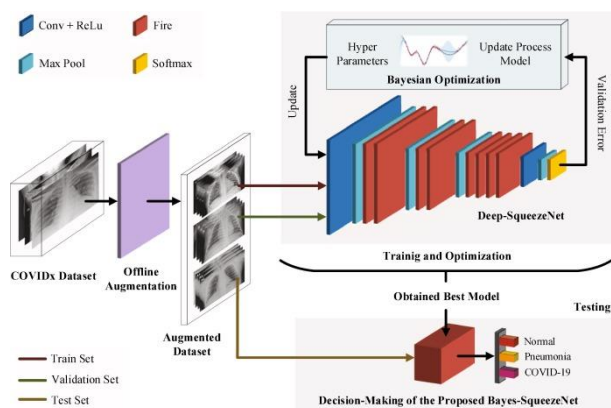 Conv + ReLu
Fire
Max Pool
Softmax
Hyper
Parameters
Update Process
Model
Bayesian Optimization
Update
Validation Error
Deep-SqueezeNet
COVIDx Dataset
Offline
Augmentation
Augmented
Dataset
Trainig and Optimization
Obtained Best Model
Testing
Train Set
Validation Set
Test Set
Normal
Pneumonia
COVID-19
Decision-Making of the Proposed Bayes-SqueezeNet